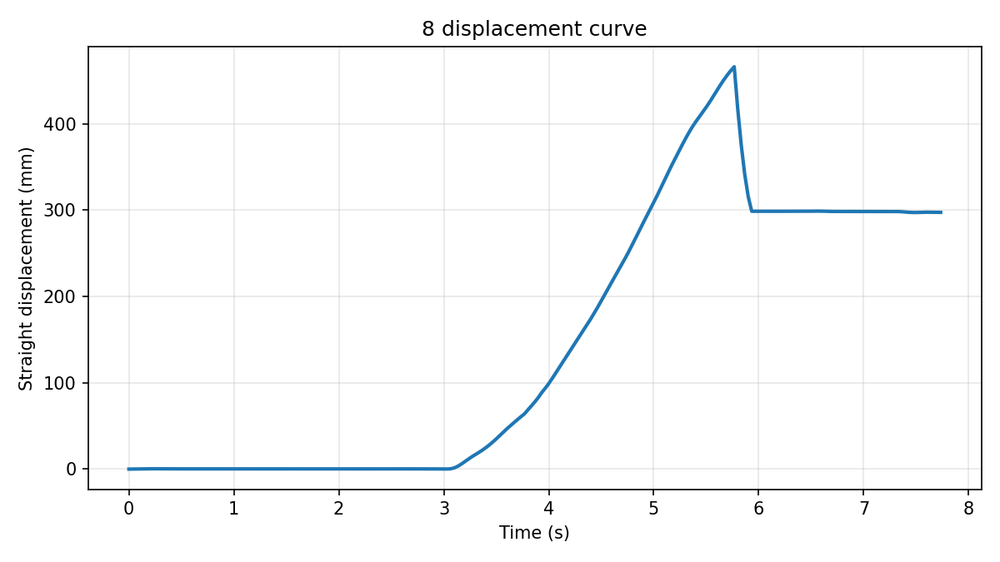 8 displacement curve
Straight displacement (mm)
400
300
200
100
0
0 1 2 3 4 5 6 7 8
Time (s)